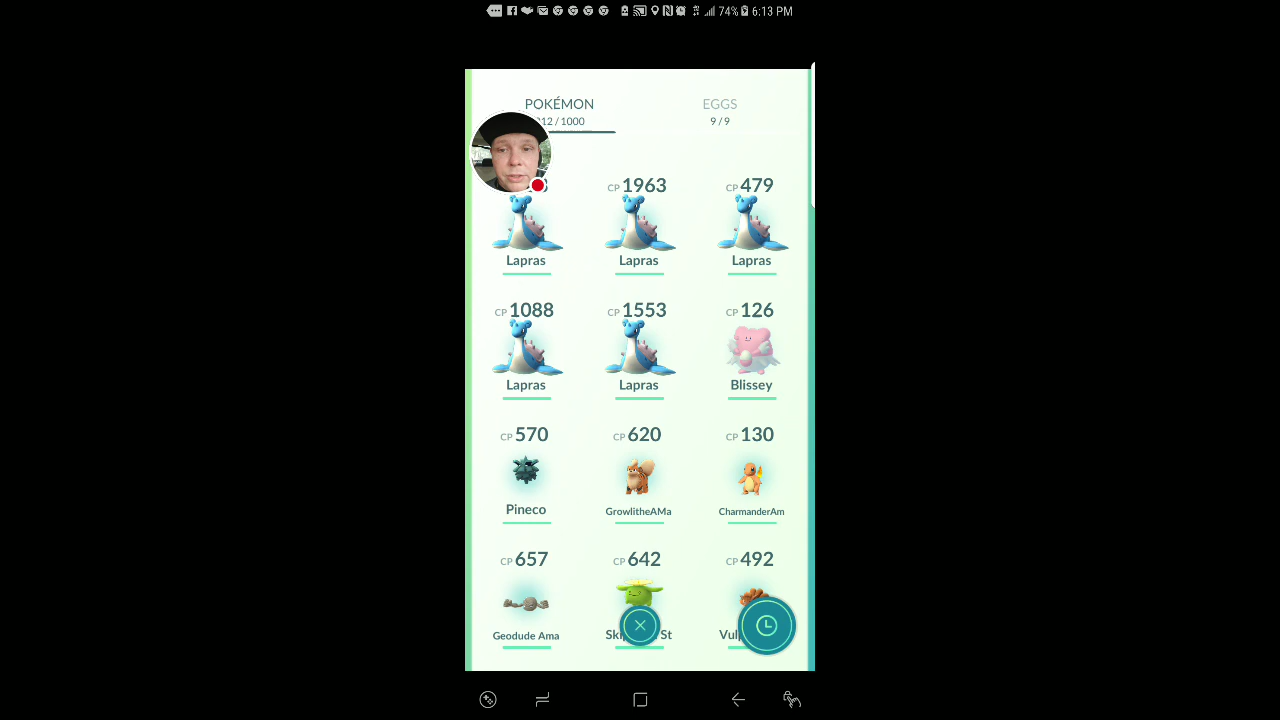 74% 6:13 PM
POKÉMON EGGS
212 / 1000 9 / 9
CP 1963 CP 479
Lapras Lapras Lapras
CP 1088 CP 1553 CP 126
Lapras Lapras Blissey
CP 570 CP 620 CP 130
Pineco GrowlitheAMa CharmanderAm
CP 657 CP 642 CP 492
Geodude Ama St